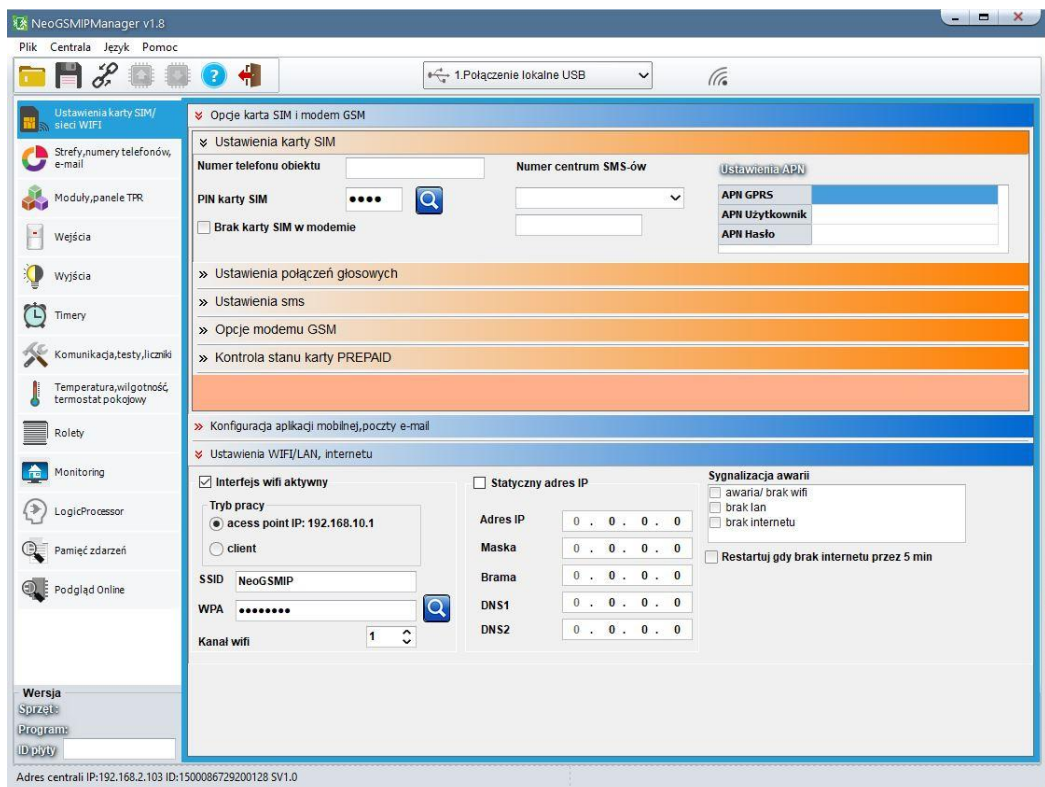 NeoGSMIPManager v1.8
Plik Centrala Język Pomoc
1.Połączenie lokalne USB
Ustawienia karty SIM/
sieci WIFI
Strefy,numery telefonów,
e-mail
Moduły,panele TPR
Wejścia
Wyjścia
Timery
Komunikacja,testy,liczniki
Temperatura,wilgotność,
termostat pokojowy
Rolety
Monitoring
LogicProcessor
Pamięć zdarzeń
Podgląd Online
Wersja
Sprzęt:
Program:
ID płyty
Opcje karta SIM i modem GSM
Ustawienia karty SIM
Numer telefonu obiektu
Numer centrum SMS-ów
Ustawienia APN
PIN karty SIM ●●●●
APN GPRS
APN Użytkownik
APN Hasło
Brak karty SIM w modemie
Ustawienia połączeń głosowych
Ustawienia sms
Opcje modemu GSM
Kontrola stanu karty PREPAID
Konfiguracja aplikacji mobilnej,poczty e-mail
Ustawienia WIFI/LAN, internetu
Interfejs wifi aktywny
Tryb pracy
acess point IP: 192.168.10.1
client
SSID NeoGSMIP
WPA ●●●●●●●●
Kanał wifi 1
Statyczny adres IP
Adres IP 0 . 0 . 0 . 0
Maska 0 . 0 . 0 . 0
Brama 0 . 0 . 0 . 0
DNS1 0 . 0 . 0 . 0
DNS2 0 . 0 . 0 . 0
Sygnalizacja awarii
awaria/ brak wifi
brak lan
brak internetu
Restartuj gdy brak internetu przez 5 min
Adres centrali IP:192.168.2.103 ID:1500086729200128 SV1.0